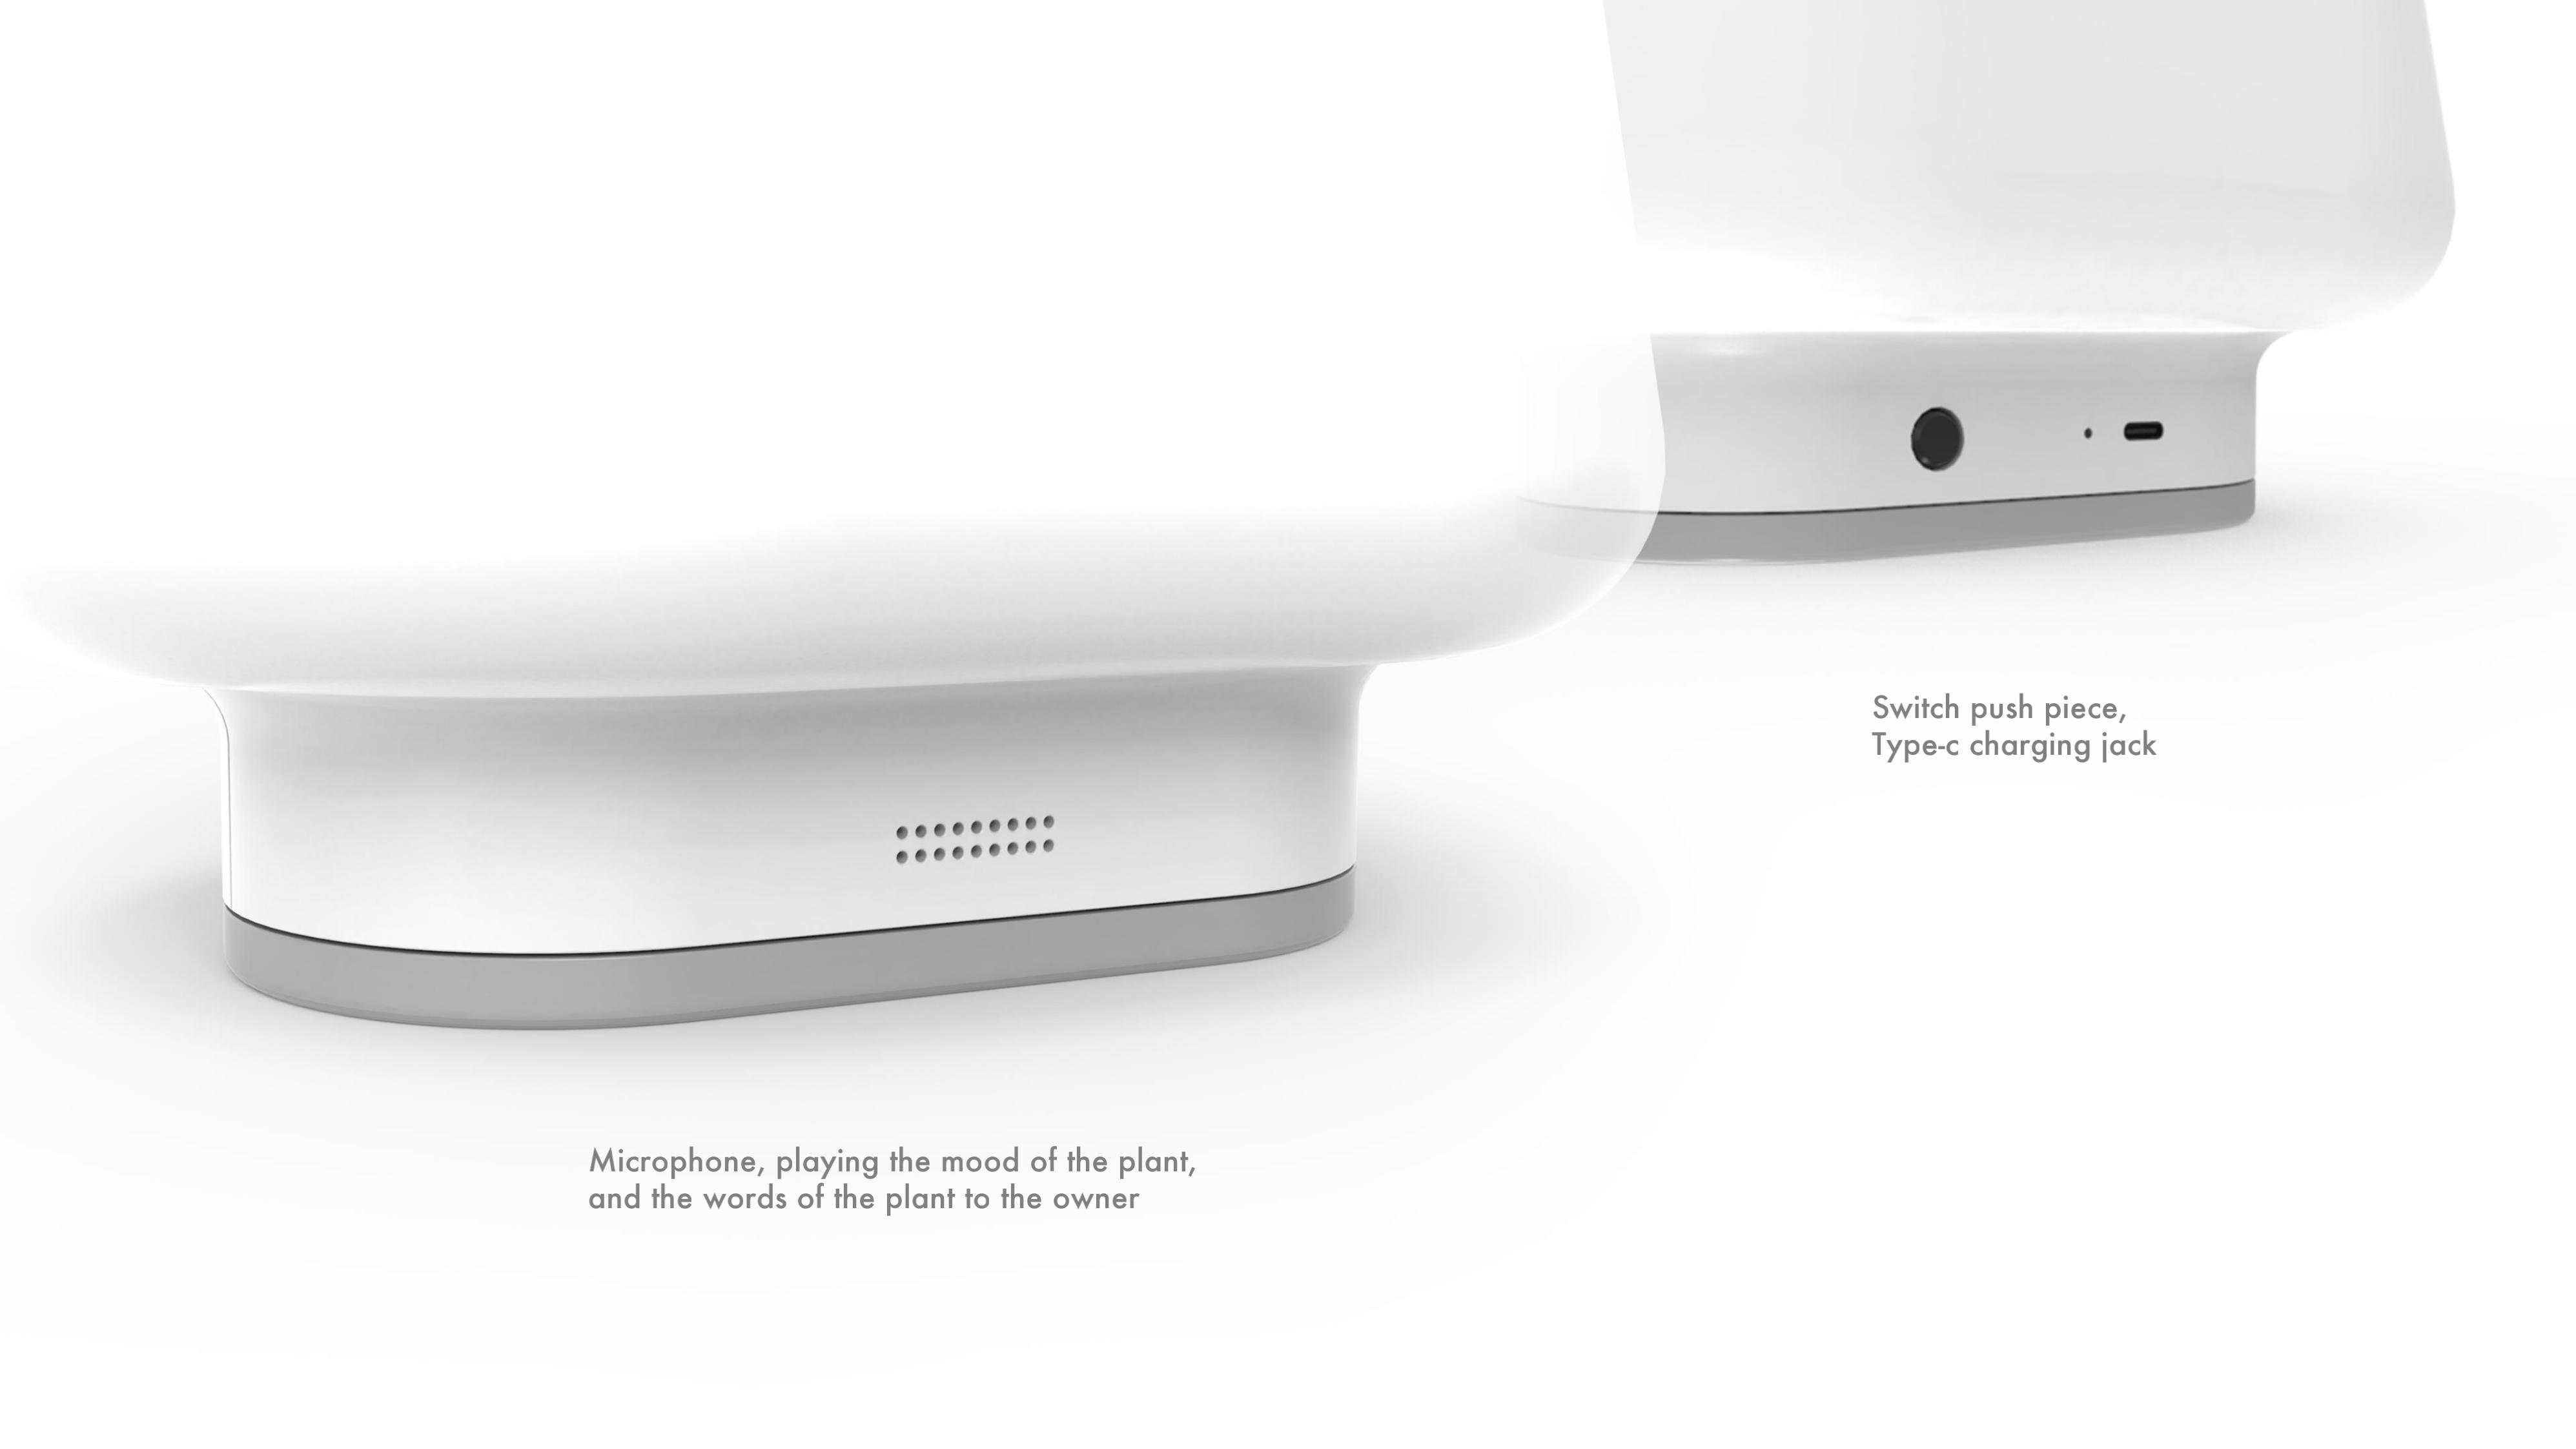 Switch push piece,
Type-c charging jack
Microphone, playing the mood of the plant,
and the words of the plant to the owner